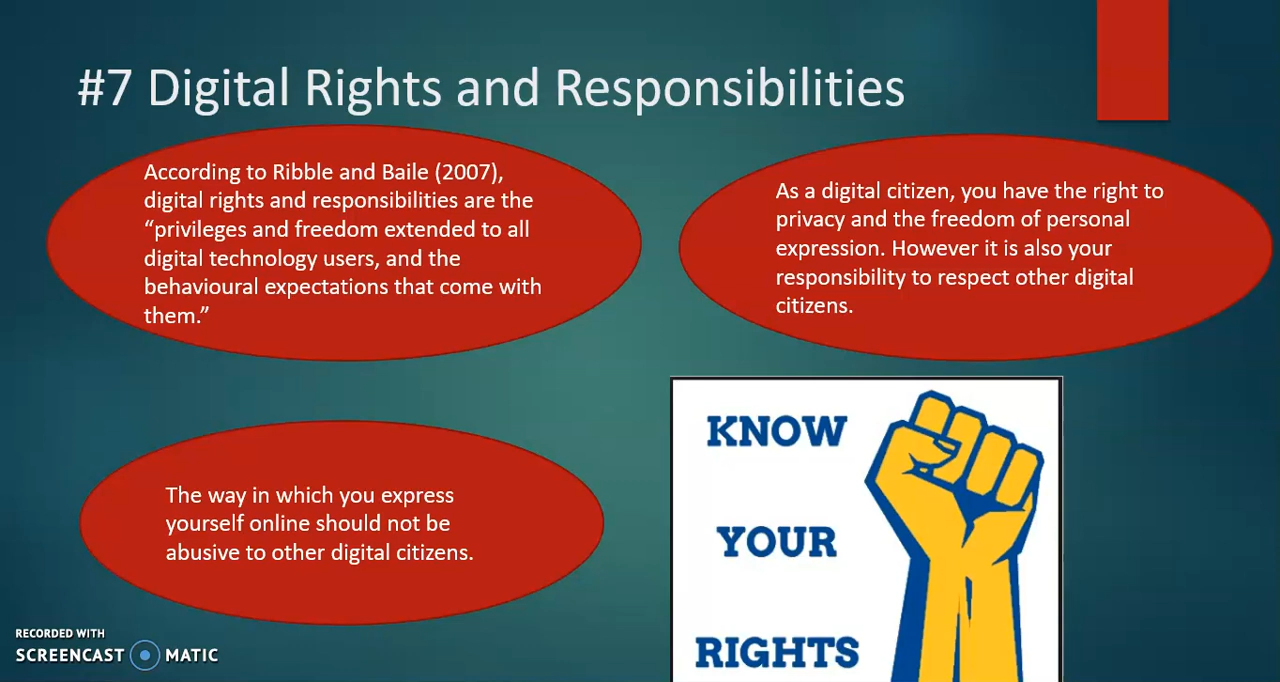 #7 Digital Rights and Responsibilities
According to Ribble and Baile (2007),
digital rights and responsibilities are the
“privileges and freedom extended to all
digital technology users, and the
behavioural expectations that come with
them.”
As a digital citizen, you have the right to
privacy and the freedom of personal
expression. However it is also your
responsibility to respect other digital
citizens.
The way in which you express
yourself online should not be
abusive to other digital citizens.
KNOW
YOUR
RIGHTS
RECORDED WITH
SCREENCAST MATIC